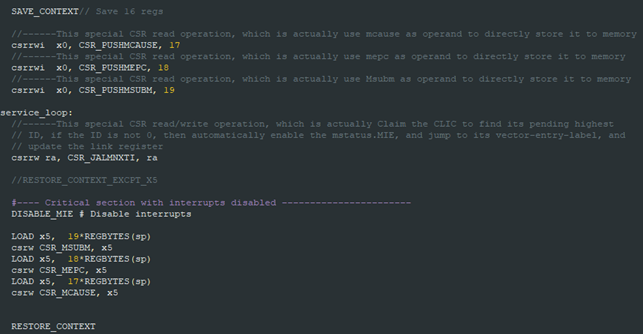 SAVE_CONTEXT// Save 16 regs
//------This special CSR read operation, which is actually use mcause as operand to directly store it to memory
csrrwi  x0, CSR_PUSHMCAUSE, 17
//------This special CSR read operation, which is actually use mepc as operand to directly store it to memory
csrrwi  x0, CSR_PUSHMEPC, 18
//------This special CSR read operation, which is actually use Msubm as operand to directly store it to memory
csrrwi  x0, CSR_PUSHMSUBM, 19
service_loop:
//------This special CSR read/write operation, which is actually Claim the CLIC to find its pending highest
// ID, if the ID is not 0, then automatically enable the mstatus.MIE, and jump to its vector-entry-label, and
// update the link register
csrrw ra, CSR_JALMNXTI, ra
//RESTORE_CONTEXT_EXCPT_X5
#---- Critical section with interrupts disabled -----------------------
DISABLE_MIE # Disable interrupts
LOAD x5,  19*REGBYTES(sp)
csrw CSR_MSUBM, x5
LOAD x5,  18*REGBYTES(sp)
csrw CSR_MEPC, x5
LOAD x5,  17*REGBYTES(sp)
csrw CSR_MCAUSE, x5
RESTORE_CONTEXT